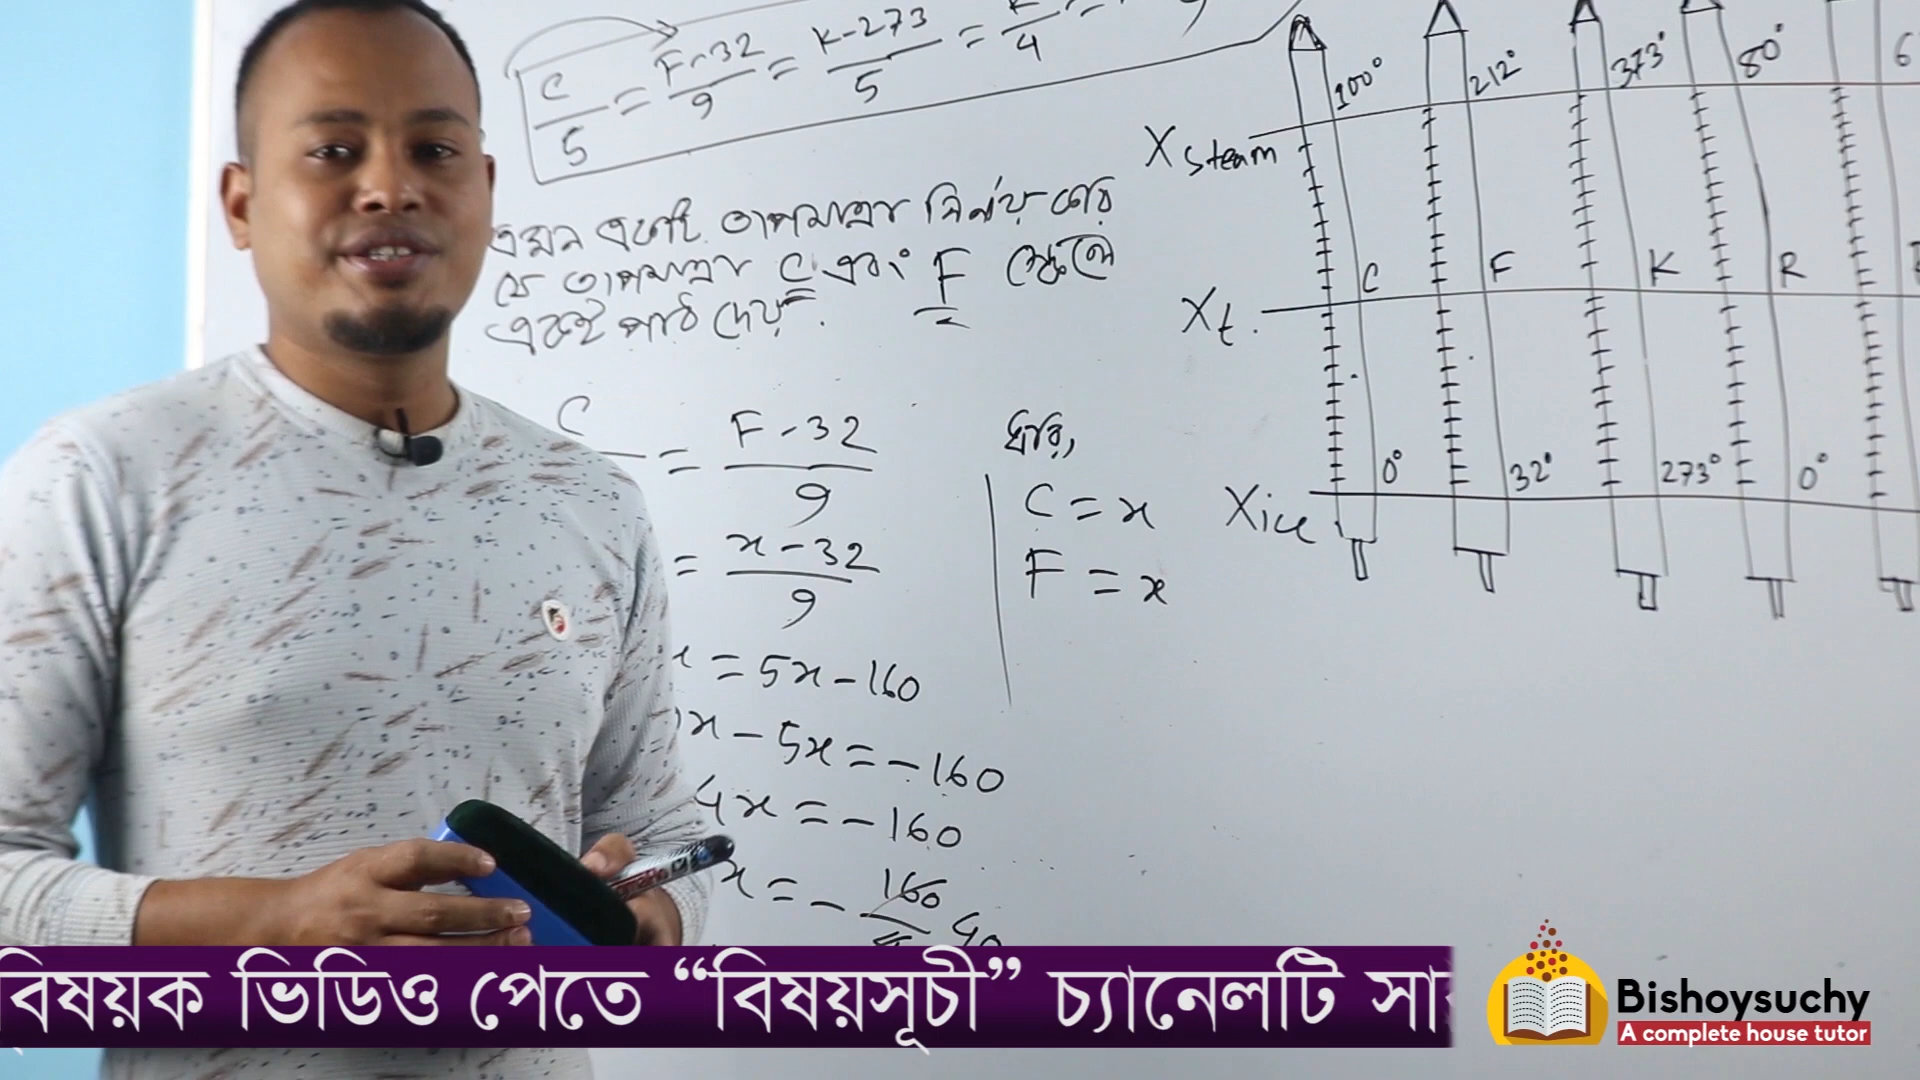 C/5 = F-32/9 = K-273/5 =
এমন একটি তাপমাত্রা নির্ণয় কর
যে তাপমাত্রা C এবং F স্কেলে
একই পাঠ দেয়.
C = F-32/9
= x-32/9
x = 5x-160
x - 5x = -160
4x = -160
x = - 160/4 40
ধরি,
C = x
F = x
100° 212° 373° 80° 6
X steam
C F K R
Xt.
0° 32° 273° 0°
Xice
বিষয়ক ভিডিও পেতে “বিষয়সূচী” চ্যানেলটি সা
Bishoysuchy
A complete house tutor